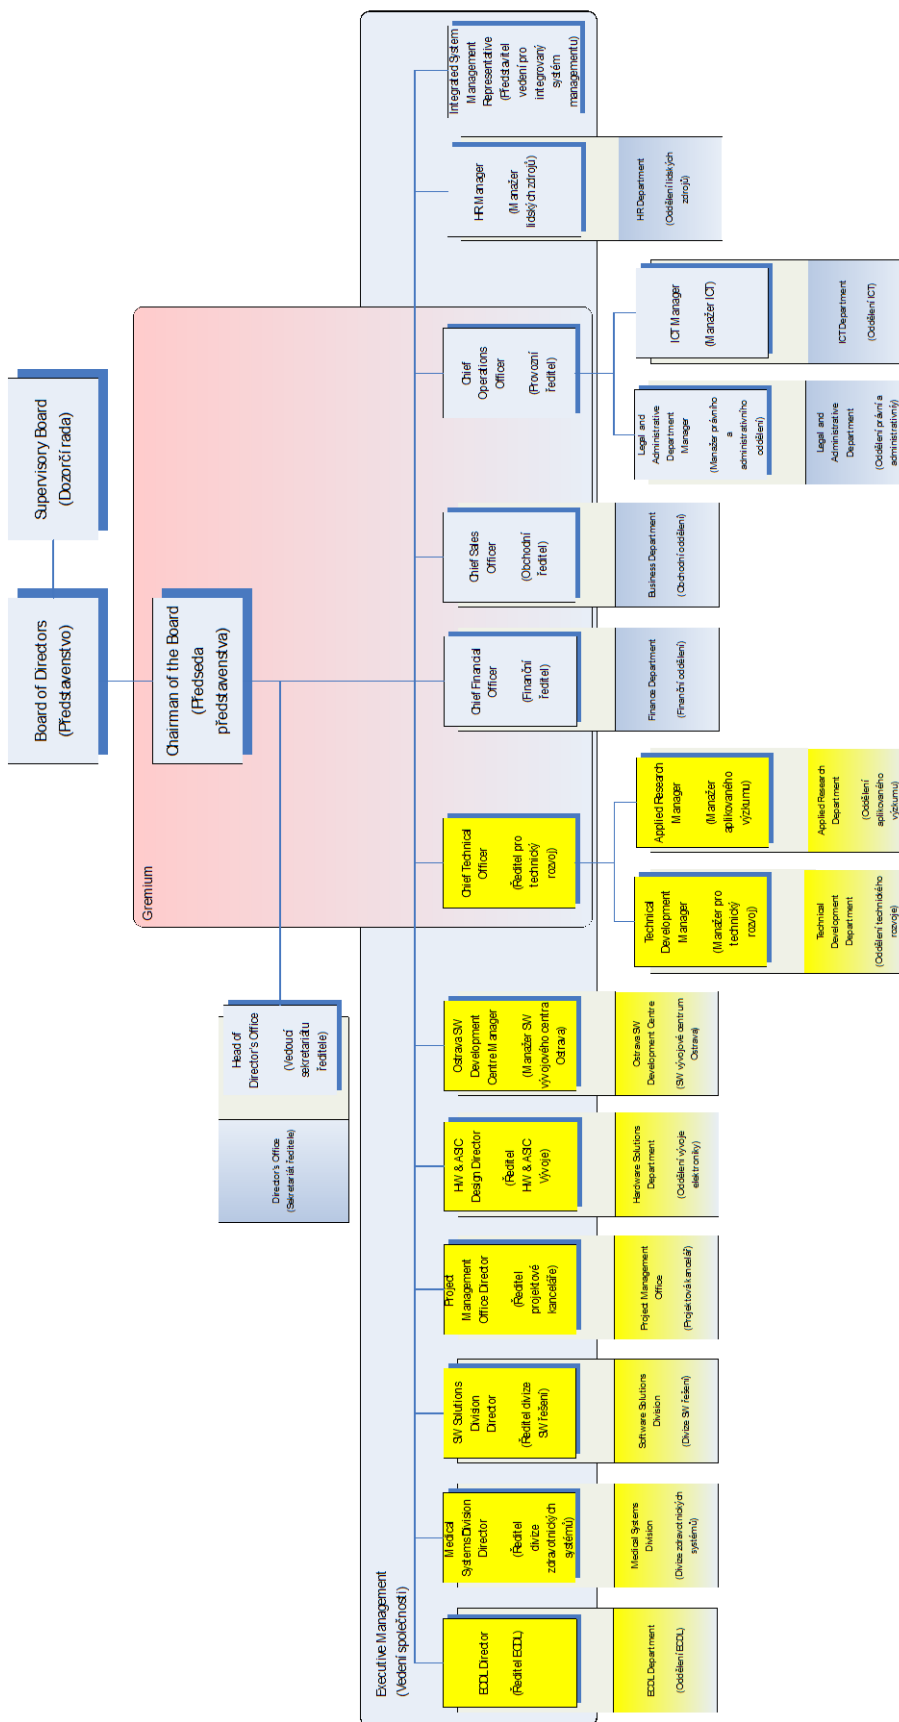 Supervisory Board
(Dozorčí rada)
Board of Directors
(Představenstvo)
Gremium
Chairman of the Board
(Předseda
představenstva)
Head of
Director's Office
(Vedoucí
sekretariátu
ředitele)
Director's Office
(Sekretariát ředitele)
Executive Management
(Vedení společnosti)
ECDL Director
(Ředitel ECDL)
ECDL Department
(Oddělení ECDL)
Medical
Systems Division
Director
(Ředitel
divize
zdravotnických
systémů)
Medical Systems
Division
(Divize zdravotnických
systémů)
SW Solutions
Division
Director
(Ředitel divize
SW řešení)
Software Solutions
Division
(Divize SW řešení)
Project
Management
Office Director
(Ředitel
projektové
kanceláře)
Project Management
Office
(Projektová kancelář)
HW & ASIC
Design Director
(Ředitel
HW & ASIC
Vývoje)
Hardware Solutions
Department
(Oddělení vývoje
elektroniky)
Ostrava SW
Development
Centre Manager
(Manažer SW
vývojového centra
Ostrava)
Ostrava SW
Development Centre
(SW vývojové centrum
Ostrava)
Chief Technical
Officer
(Ředitel pro
technický
rozvoj)
Technical
Development
Manager
(Manažer pro
technický
rozvoj)
Technical
Development
Department
(Oddělení technického
rozvoje)
Applied Research
Manager
(Manažer
aplikovaného
výzkumu)
Applied Research
Department
(Oddělení
aplikovaného
výzkumu)
Chief Financial
Officer
(Finanční
ředitel)
Finance Department
(Finanční oddělení)
Chief Sales
Officer
(Obchodní
ředitel)
Business Department
(Obchodní oddělení)
Chief
Operations
Officer
(Provozní
ředitel)
Legal and
Administrative
Department
Manager
(Manažer právního
a
administrativního
oddělení)
Legal and
Administrative
Department
(Oddělení právní a
administrativní)
ICT Manager
(Manažer ICT)
ICT Department
(Oddělení ICT)
HR Manager
(Manažer
lidských zdrojů)
HR Department
(Oddělení lidských
zdrojů)
Integrated System
Management
Representative
(Představitel
vedení pro
integrovaný
systém
managementu)